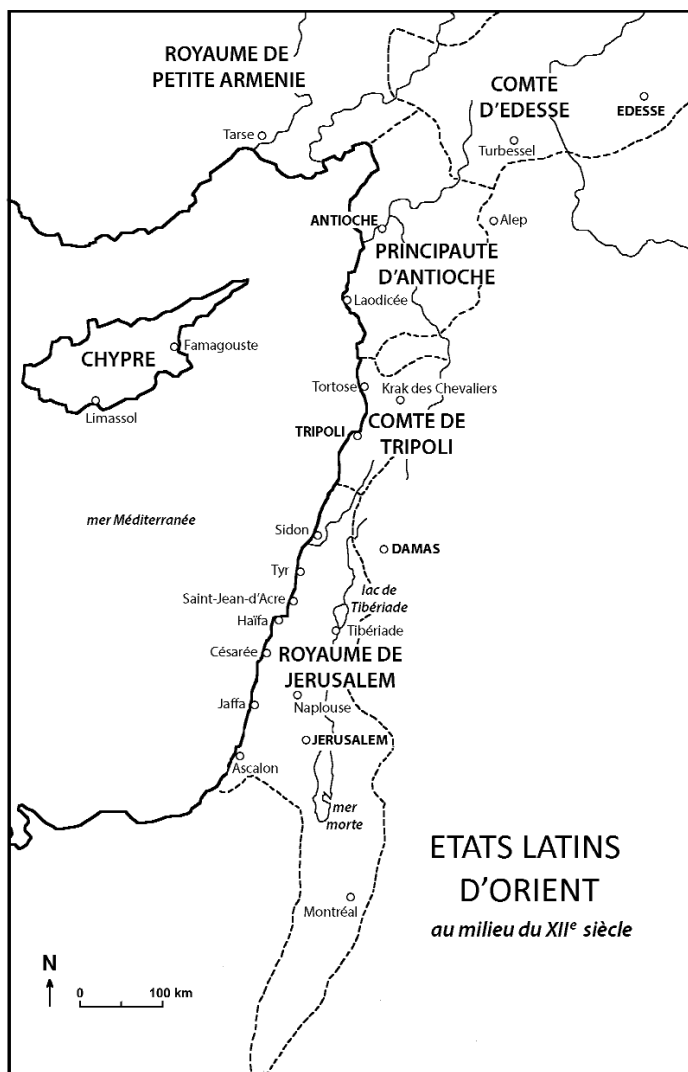 ROYAUME DE
PETITE ARMENIE
COMTE
D'EDESSE
EDESSE
Tarse
Turbessel
ANTIOCHE
Alep
PRINCIPAUTE
D'ANTIOCHE
Laodicée
CHYPRE
Famagouste
Limassol
Tortose
Krak des Chevaliers
TRIPOLI
COMTE DE
TRIPOLI
mer Méditerranée
Sidon
DAMAS
Tyr
lac de
Tibériade
Saint-Jean-d'Acre
Haïfa
Tibériade
Césarée
ROYAUME DE
JERUSALEM
Jaffa
Naplouse
JERUSALEM
Ascalon
mer
morte
Montréal
ETATS LATINS
D'ORIENT
au milieu du XIIe siècle
N
0
100 km